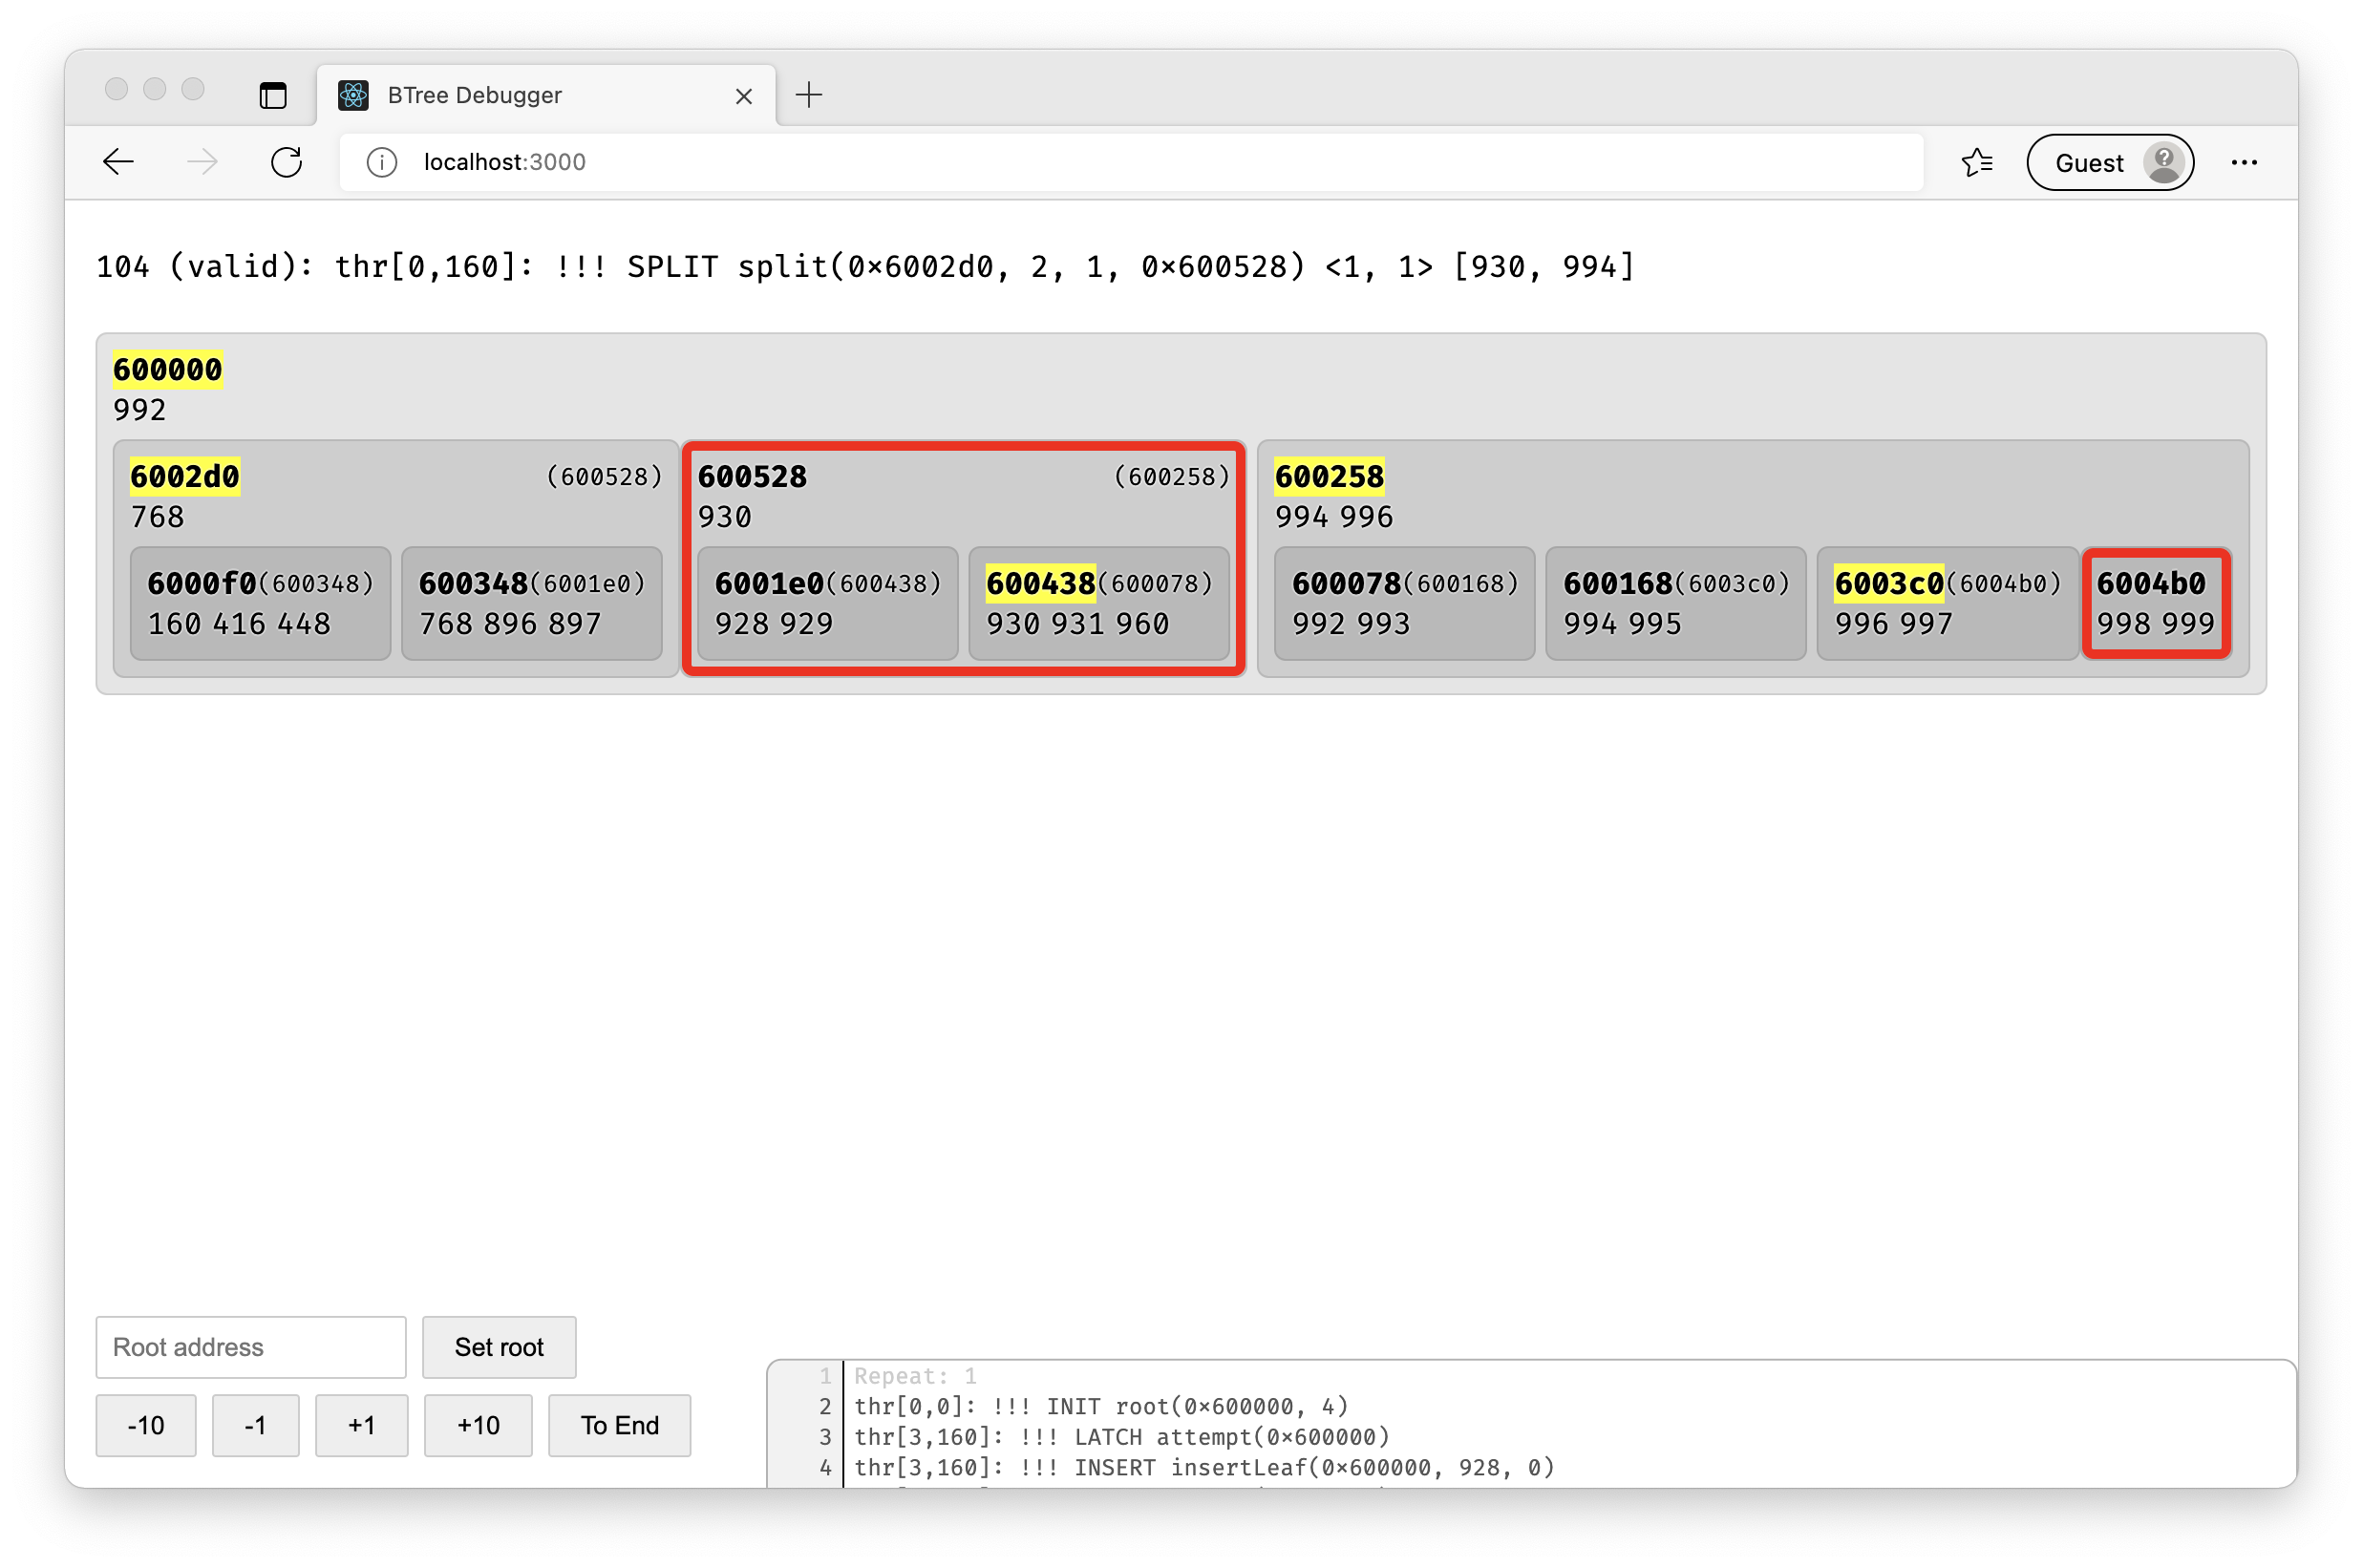 BTree Debugger
localhost:3000
Guest
104 (valid): thr[0,160]: !!! SPLIT split(0×6002d0, 2, 1, 0×600528) <1, 1> [930, 994]
600000
992
6002d0 (600528)
768
6000f0(600348) 600348(6001e0)
160 416 448 768 896 897
600528 (600258)
930
6001e0(600438) 600438(600078)
928 929 930 931 960
600258
994 996
600078(600168) 600168(6003c0) 6003c0(6004b0) 6004b0
992 993 994 995 996 997 998 999
Root address Set root
-10 -1 +1 +10 To End
1 Repeat: 1
2 thr[0,0]: !!! INIT root(0×600000, 4)
3 thr[3,160]: !!! LATCH attempt(0×600000)
4 thr[3,160]: !!! INSERT insertLeaf(0×600000, 928, 0)